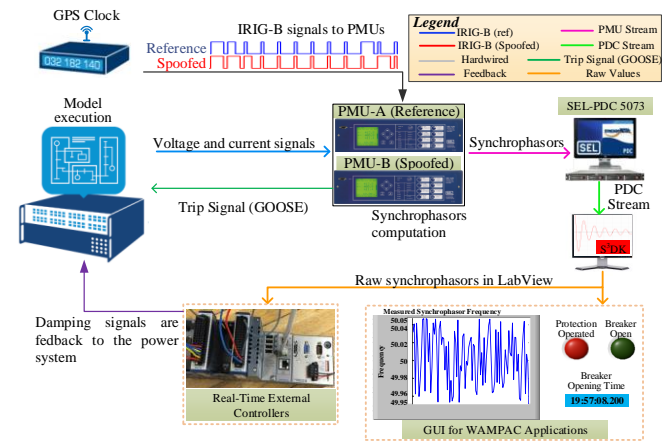 GPS Clock
032 182 140
IRIG-B signals to PMUs
Reference
Spoofed
Legend
IRIG-B (ref)
PMU Stream
IRIG-B (Spoofed)
PDC Stream
Hardwired
Trip Signal (GOOSE)
Feedback
Raw Values
Model
execution
Voltage and current signals
PMU-A (Reference)
PMU-B (Spoofed)
Synchrophasors
SEL-PDC 5073
SEL
PDC
Trip Signal (GOOSE)
Synchrophasors
computation
PDC
Stream
S³DK
Raw synchrophasors in LabView
Damping signals are
fedback to the power
system
Real-Time External
Controllers
Measured Synchrophasor Frequency
Frequency
50.05
50.04
50.02
50
49.98
49.96
49.95
Protection
Operated
Breaker
Open
Breaker
Opening Time
19:57:08.200
GUI for WAMPAC Applications